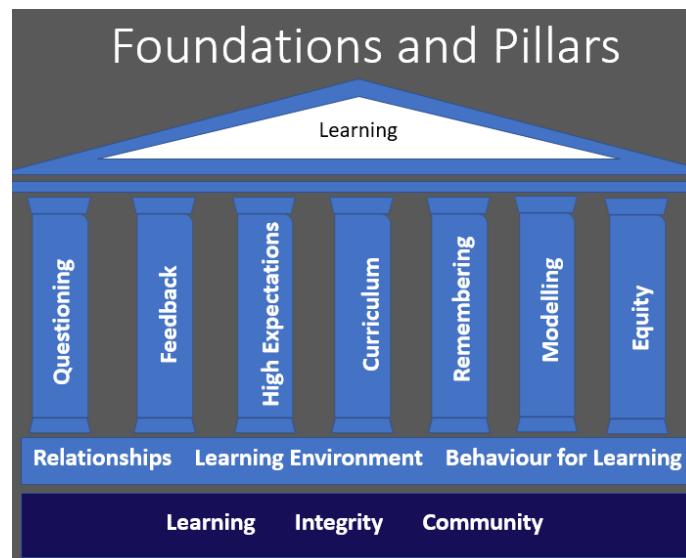 Foundations and Pillars
Learning
Questioning
Feedback
High Expectations
Curriculum
Remembering
Modelling
Equity
Relationships Learning Environment Behaviour for Learning
Learning Integrity Community